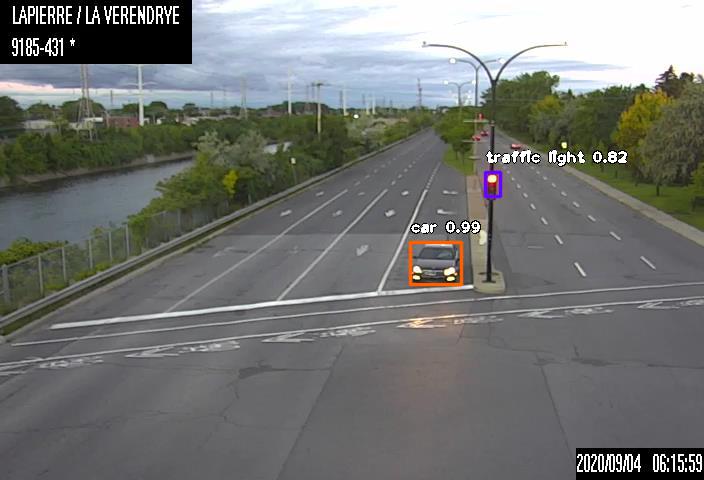 LAPIERRE / LA VERENDRYE
9185-431 *
traffic light 0.82
car 0.99
2020/09/04 06:15:59